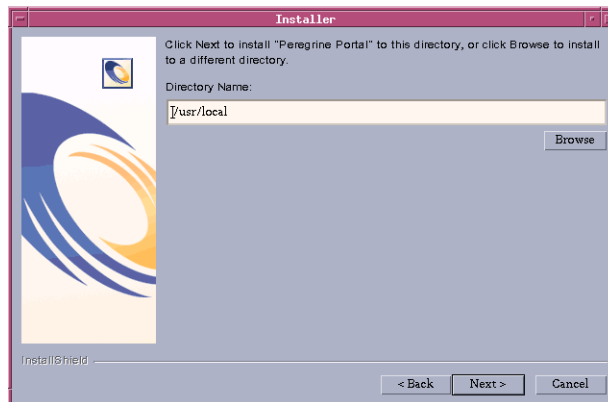 Installer
Click Next to install "Peregrine Portal" to this directory, or click Browse to install
to a different directory.
Directory Name:
/usr/local
Browse
InstallShield
< Back Next > Cancel